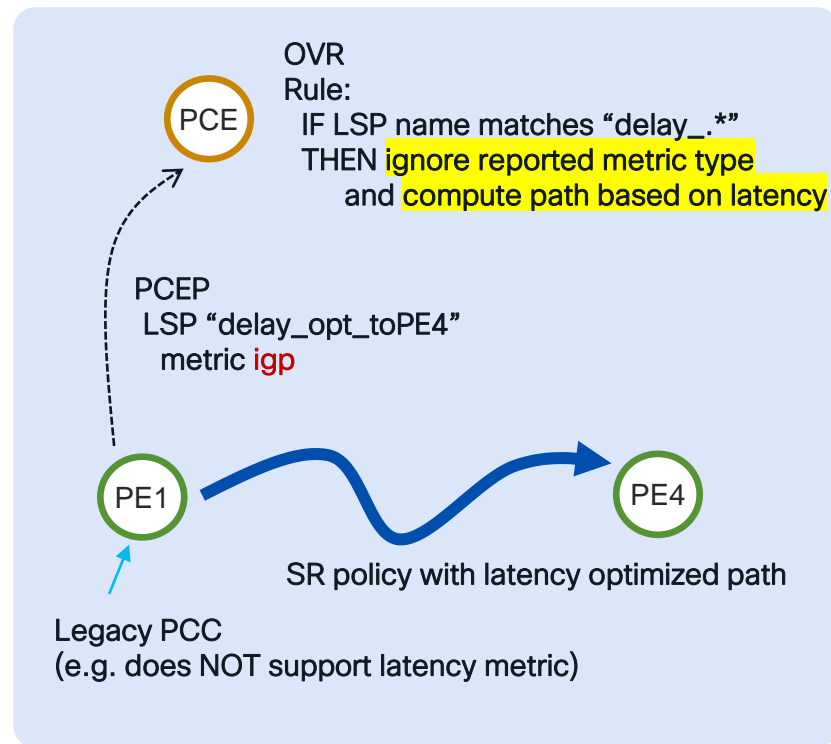 OVR
Rule:
IF LSP name matches “delay_.*”
THEN ignore reported metric type
and compute path based on latency
PCE
PCEP
LSP “delay_opt_toPE4”
metric igp
PE1
PE4
SR policy with latency optimized path
Legacy PCC
(e.g. does NOT support latency metric)